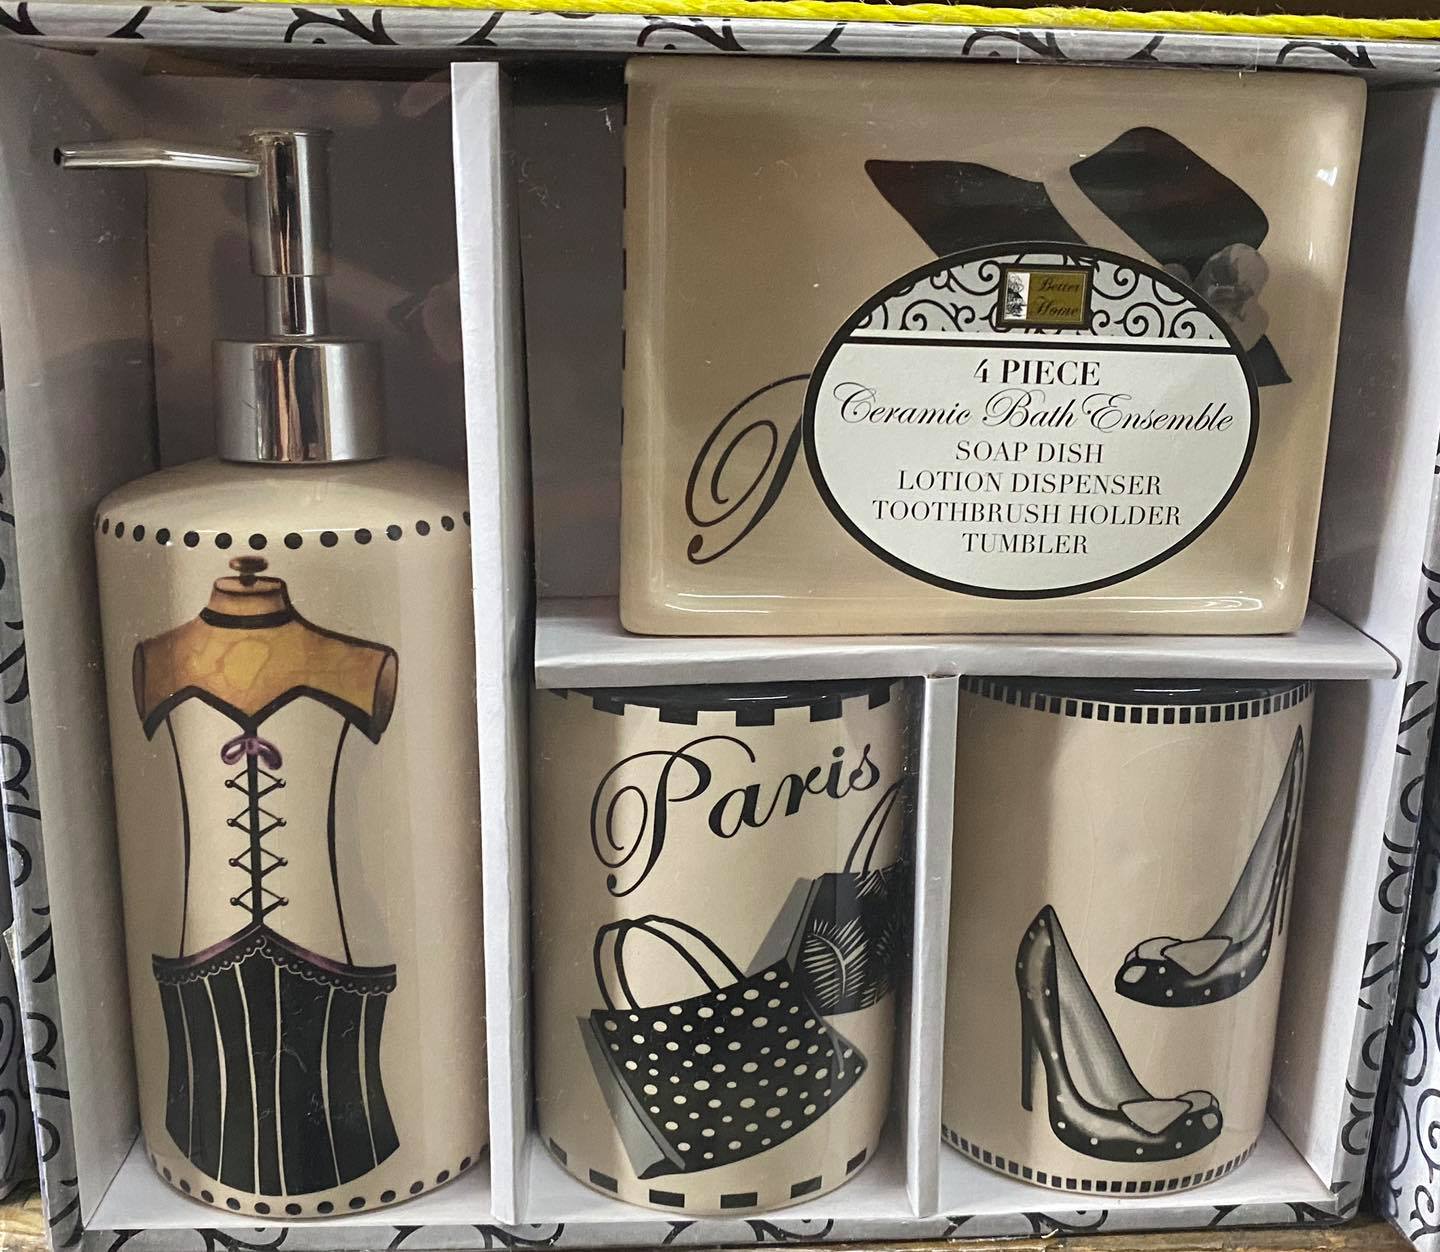 Better
Home
4 PIECE
Ceramic Bath Ensemble
SOAP DISH
LOTION DISPENSER
TOOTHBRUSH HOLDER
TUMBLER
P
Paris